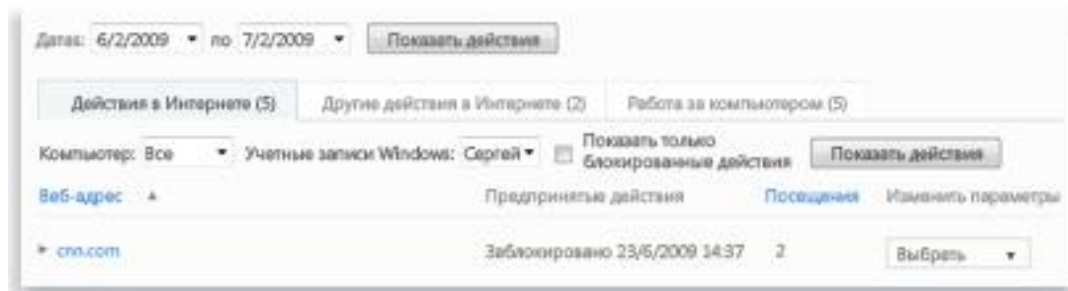 Дата: 6/2/2009 по 7/2/2009 Показать действия
Действия в Интернете (5) Другие действия в Интернете (2) Работа за компьютером (5)
Компьютер: Все Учетные записи Windows: Сергей Показать только блокированные действия Показать действия
Веб-адрес Предпринятые действия Посещения Изменить параметры
cnn.com Заблокировано 23/6/2009 14:37 2 Выбрать